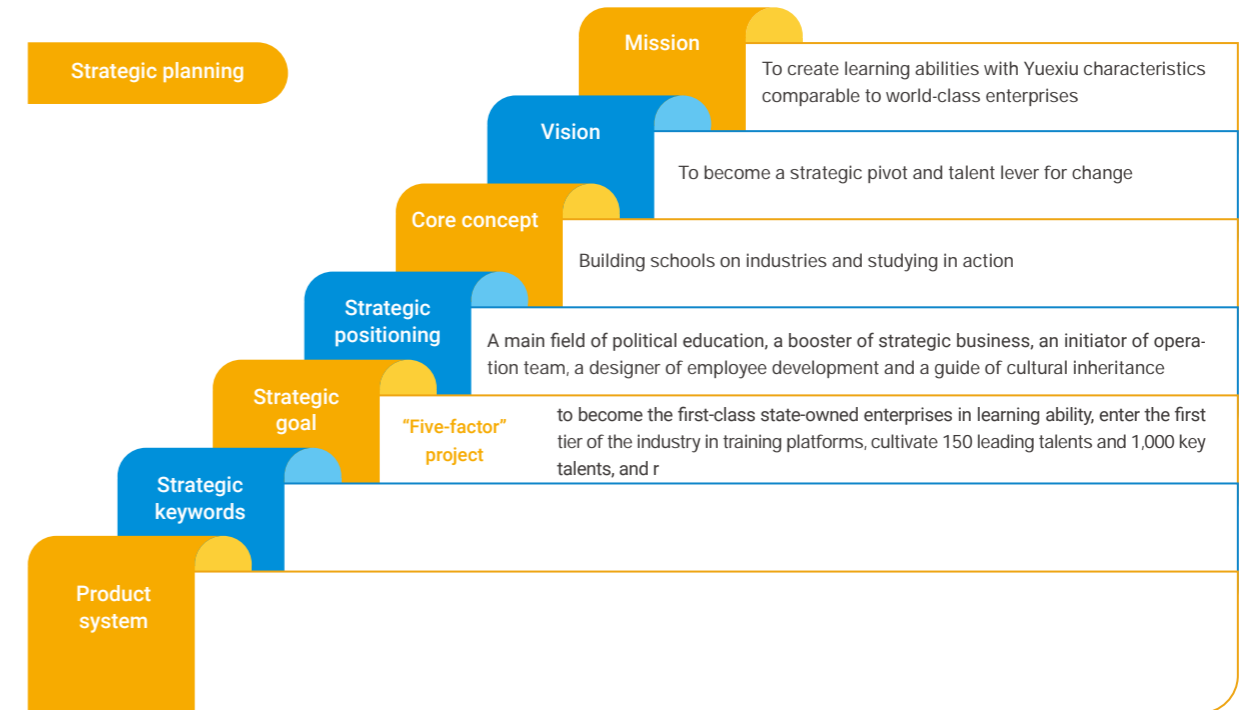 Strategic planning
Mission
To create learning abilities with Yuexiu characteristics
comparable to world-class enterprises
Vision
To become a strategic pivot and talent lever for change
Core concept
Building schools on industries and studying in action
Strategic
positioning
A main field of political education, a booster of strategic business, an initiator of opera-
tion team, a designer of employee development and a guide of cultural inheritance
Strategic
goal
“Five-factor”
project
to become the first-class state-owned enterprises in learning ability, enter the first
tier of the industry in training platforms, cultivate 150 leading talents and 1,000 key
talents, and r
Strategic
keywords
Product
system